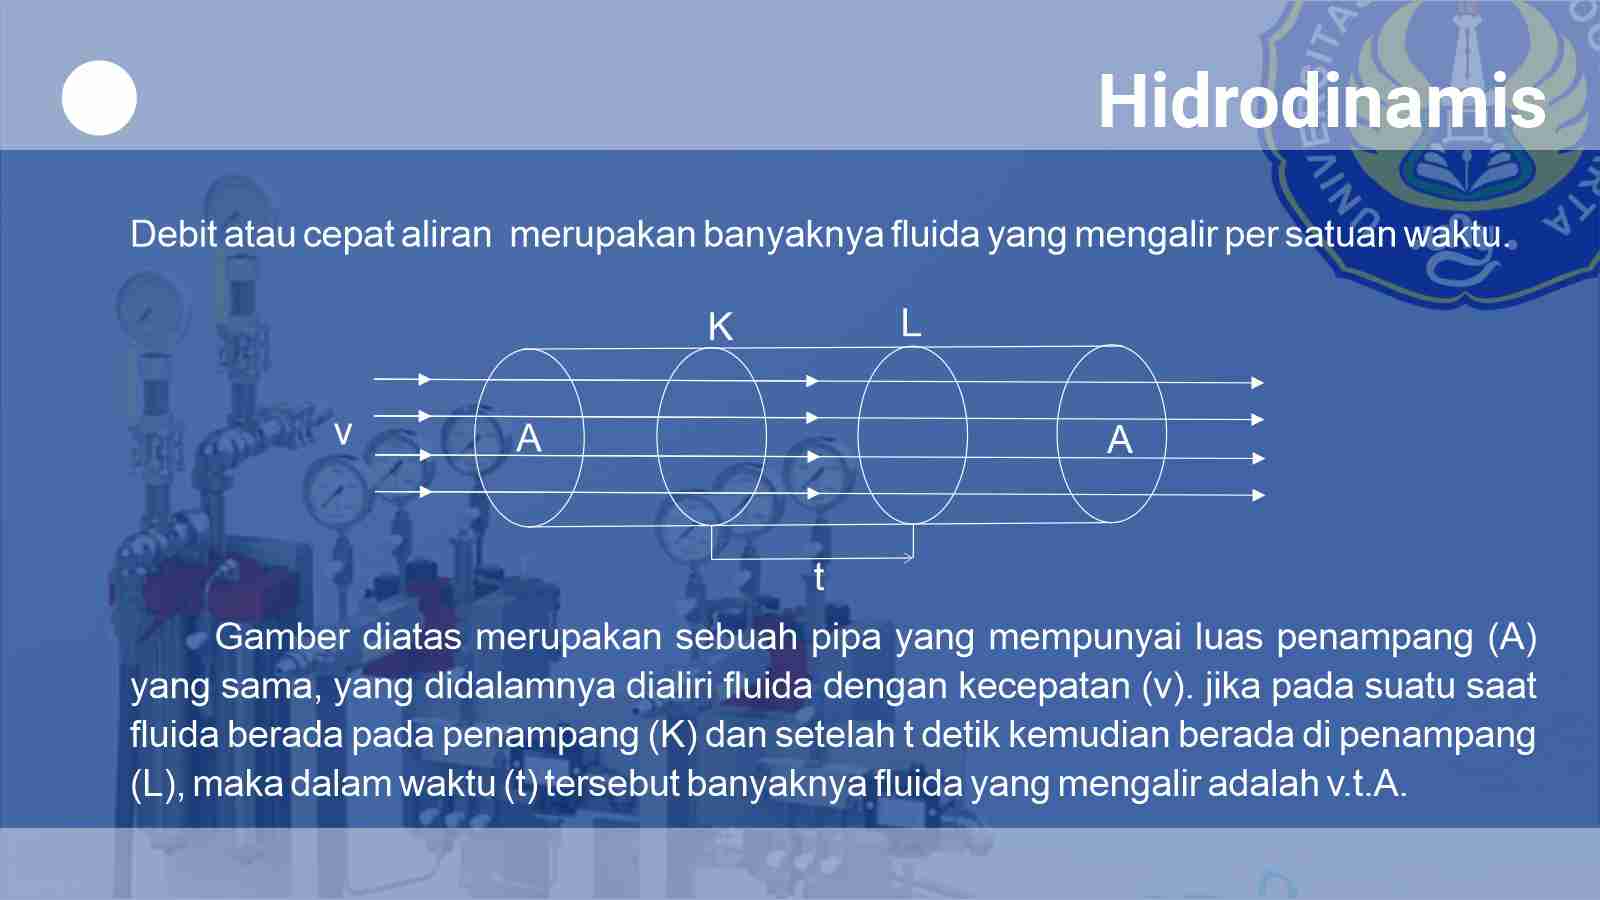 Hidrodinamis
Debit atau cepat aliran merupakan banyaknya fluida yang mengalir per satuan waktu.
K L
v A A
t
Gamber diatas merupakan sebuah pipa yang mempunyai luas penampang (A)
yang sama, yang didalamnya dialiri fluida dengan kecepatan (v). jika pada suatu saat
fluida berada pada penampang (K) dan setelah t detik kemudian berada di penampang
(L), maka dalam waktu (t) tersebut banyaknya fluida yang mengalir adalah v.t.A.